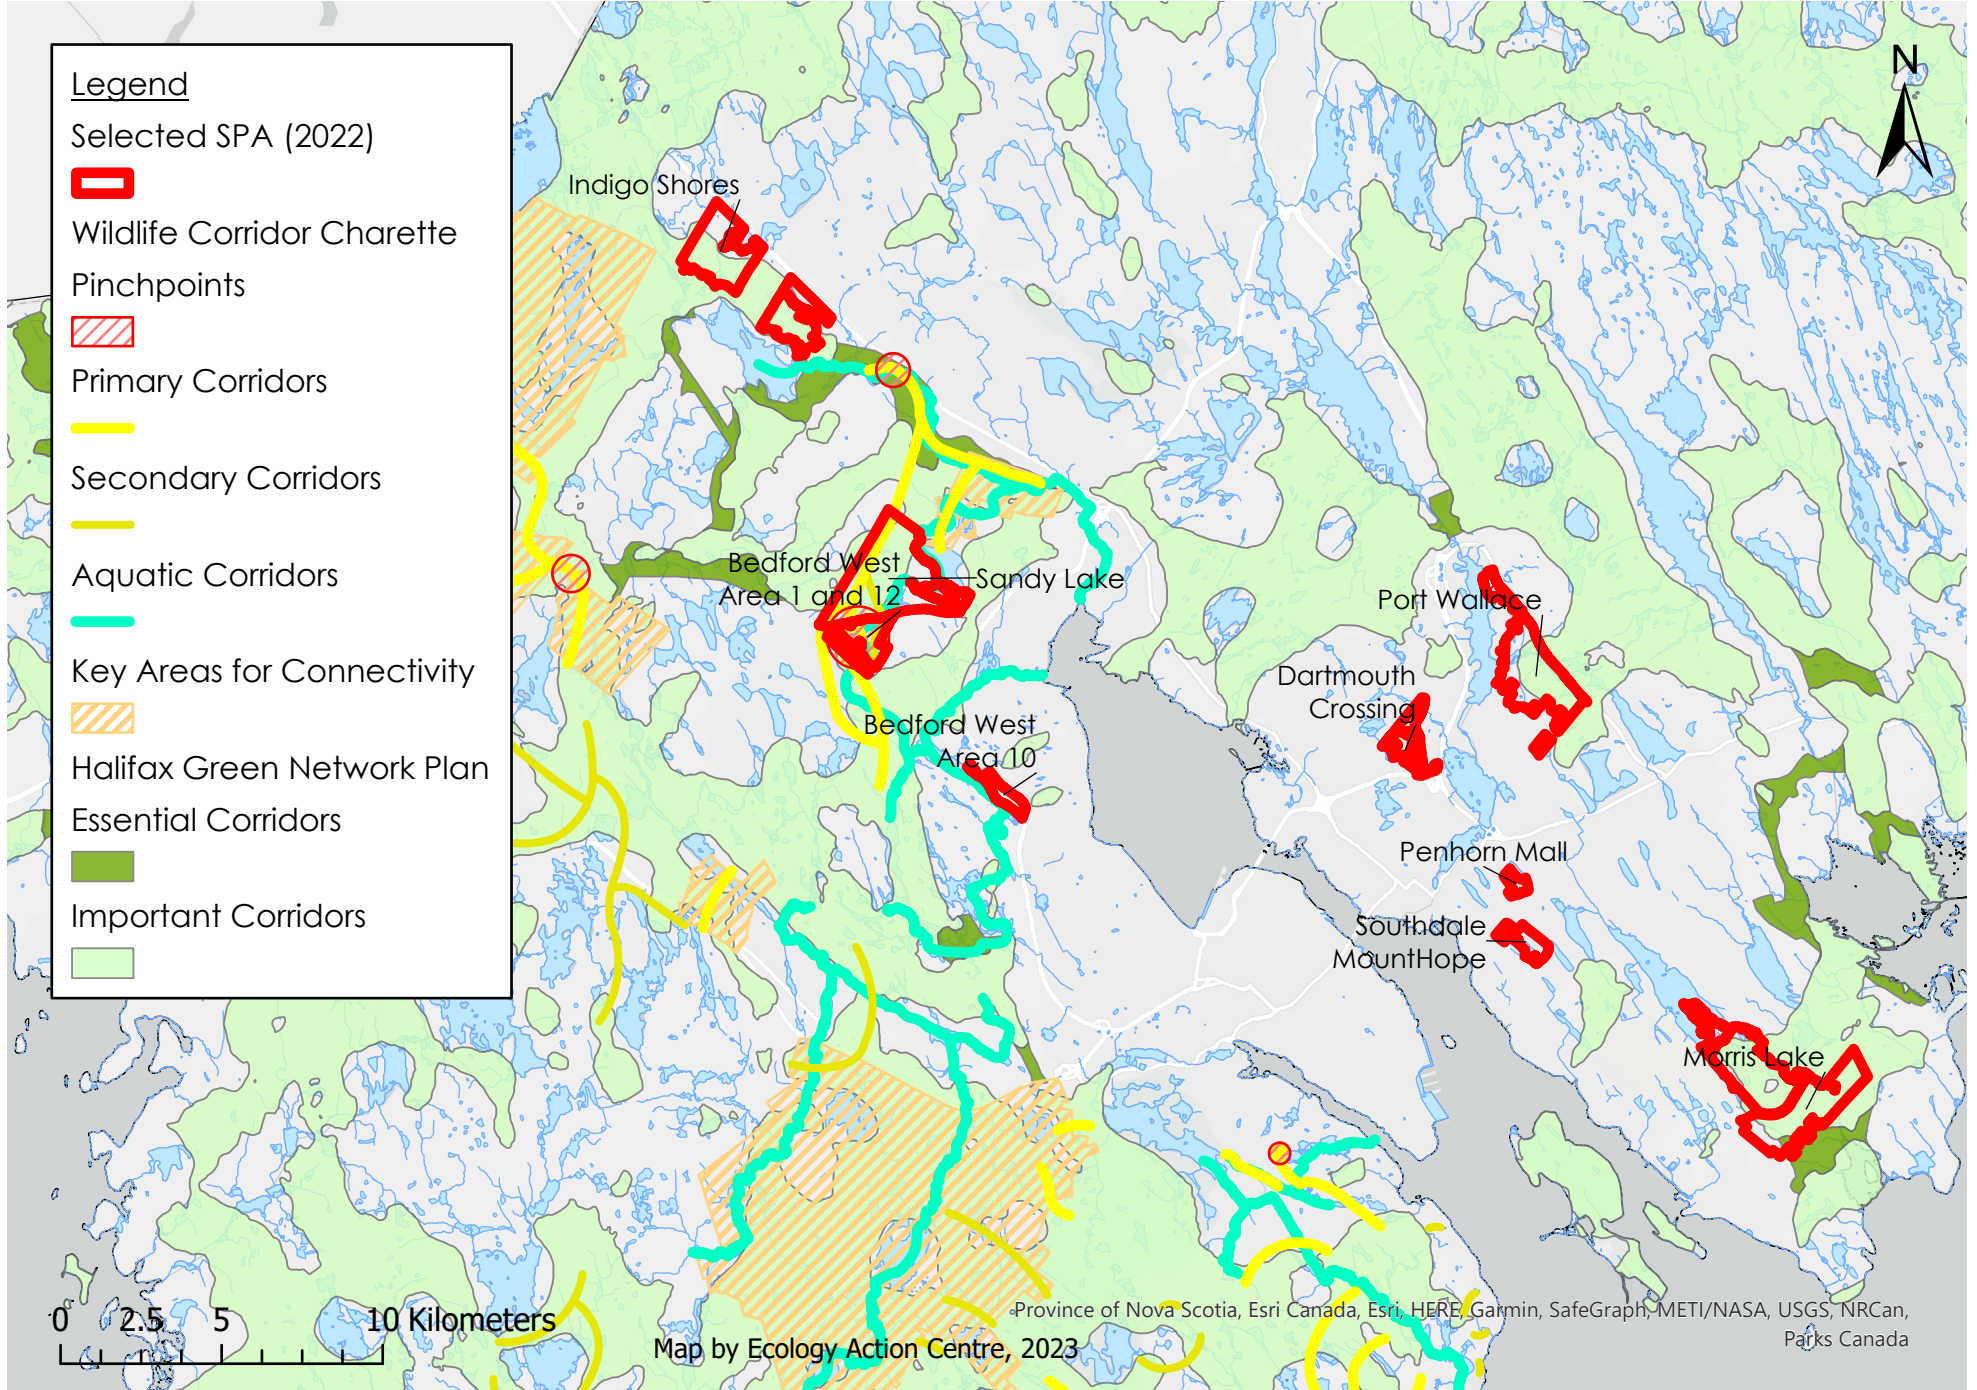 Legend
Selected SPA (2022)
Wildlife Corridor Charette
Pinchpoints
Primary Corridors
Secondary Corridors
Aquatic Corridors
Key Areas for Connectivity
Halifax Green Network Plan
Essential Corridors
Important Corridors
N
Indigo Shores
Bedford West
Area 1 and 12
Sandy Lake
Port Wallace
Dartmouth
Crossing
Bedford West
Area 10
Penhorn Mall
Southdale
MountHope
Morris Lake
0 2.5 5 10 Kilometers
Map by Ecology Action Centre, 2023
Province of Nova Scotia, Esri Canada, Esri, HERE, Garmin, SafeGraph, METI/NASA, USGS, NRCan,
Parks Canada